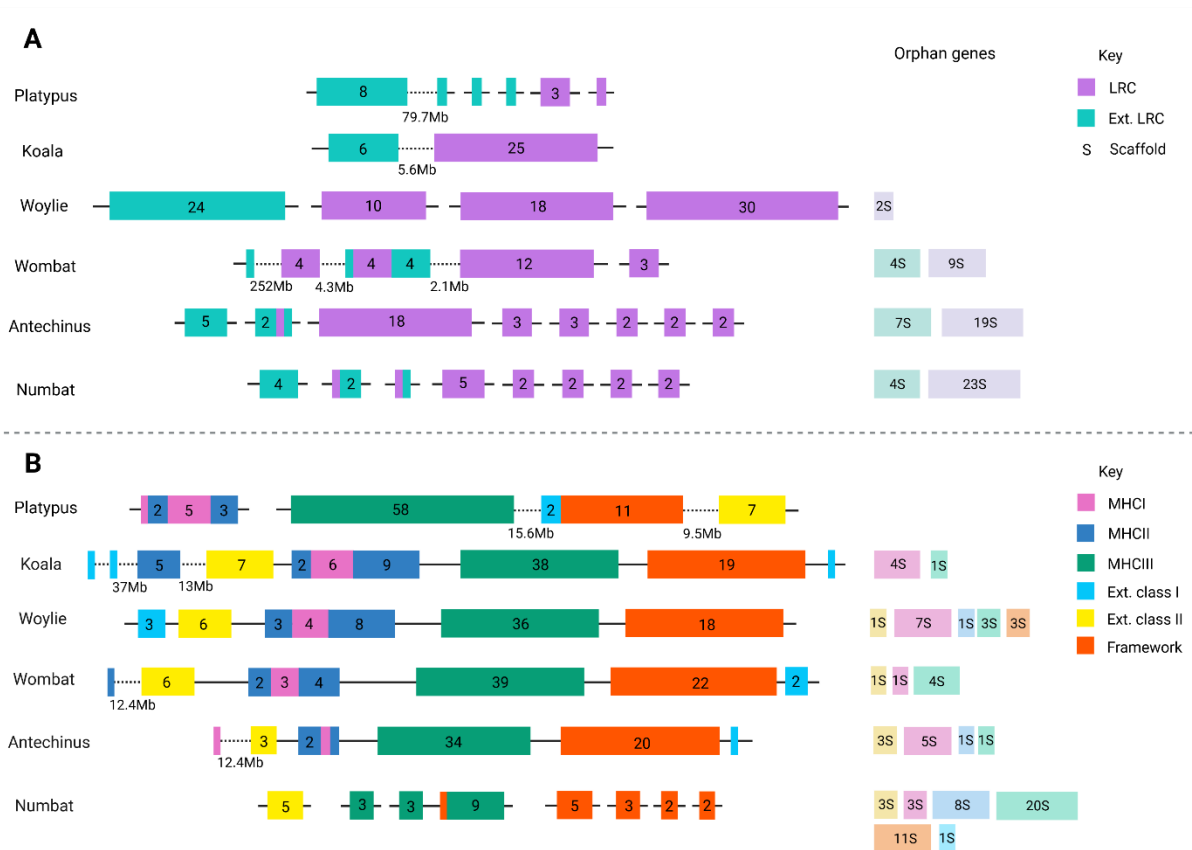 A
Orphan genes
Key
LRC
Ext. LRC
S Scaffold
Platypus 8 3
79.7Mb
Koala 6 25
5.6Mb
Woylie 24 10 18 30 2S
Wombat 4 4 4 12 3 4S 9S
252Mb 4.3Mb 2.1Mb
Antechinus 5 2 18 3 3 2 2 2 7S 19S
Numbat 4 2 5 2 2 2 2 4S 23S
B
Key
MHCI
MHCII
MHCIII
Ext. class I
Ext. class II
Framework
Platypus 2 5 3 58 2 11 7
15.6Mb 9.5Mb
Koala 5 7 2 6 9 38 19 4S 1S
37Mb 13Mb
Woylie 3 6 3 4 8 36 18 1S 7S 1S 3S 3S
Wombat 6 2 3 4 39 22 2 1S 1S 4S
12.4Mb
Antechinus 3 2 34 20 3S 5S 1S 1S
12.4Mb
Numbat 5 3 3 9 5 3 2 2 3S 3S 8S 20S
11S 1S